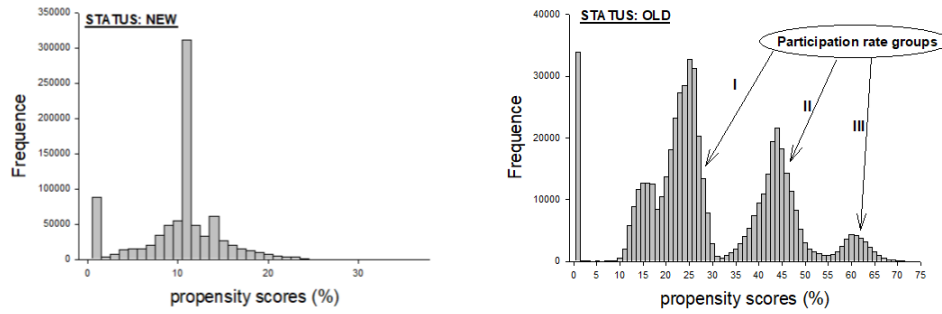 STATUS: NEW
350000
300000
250000
200000
150000
100000
50000
0
Frequence
0 10 20 30
propensity scores (%)
STATUS: OLD
Participation rate groups
I
II
III
40000
30000
20000
10000
0
Frequence
0 5 10 15 20 25 30 35 40 45 50 55 60 65 70 75
propensity scores (%)